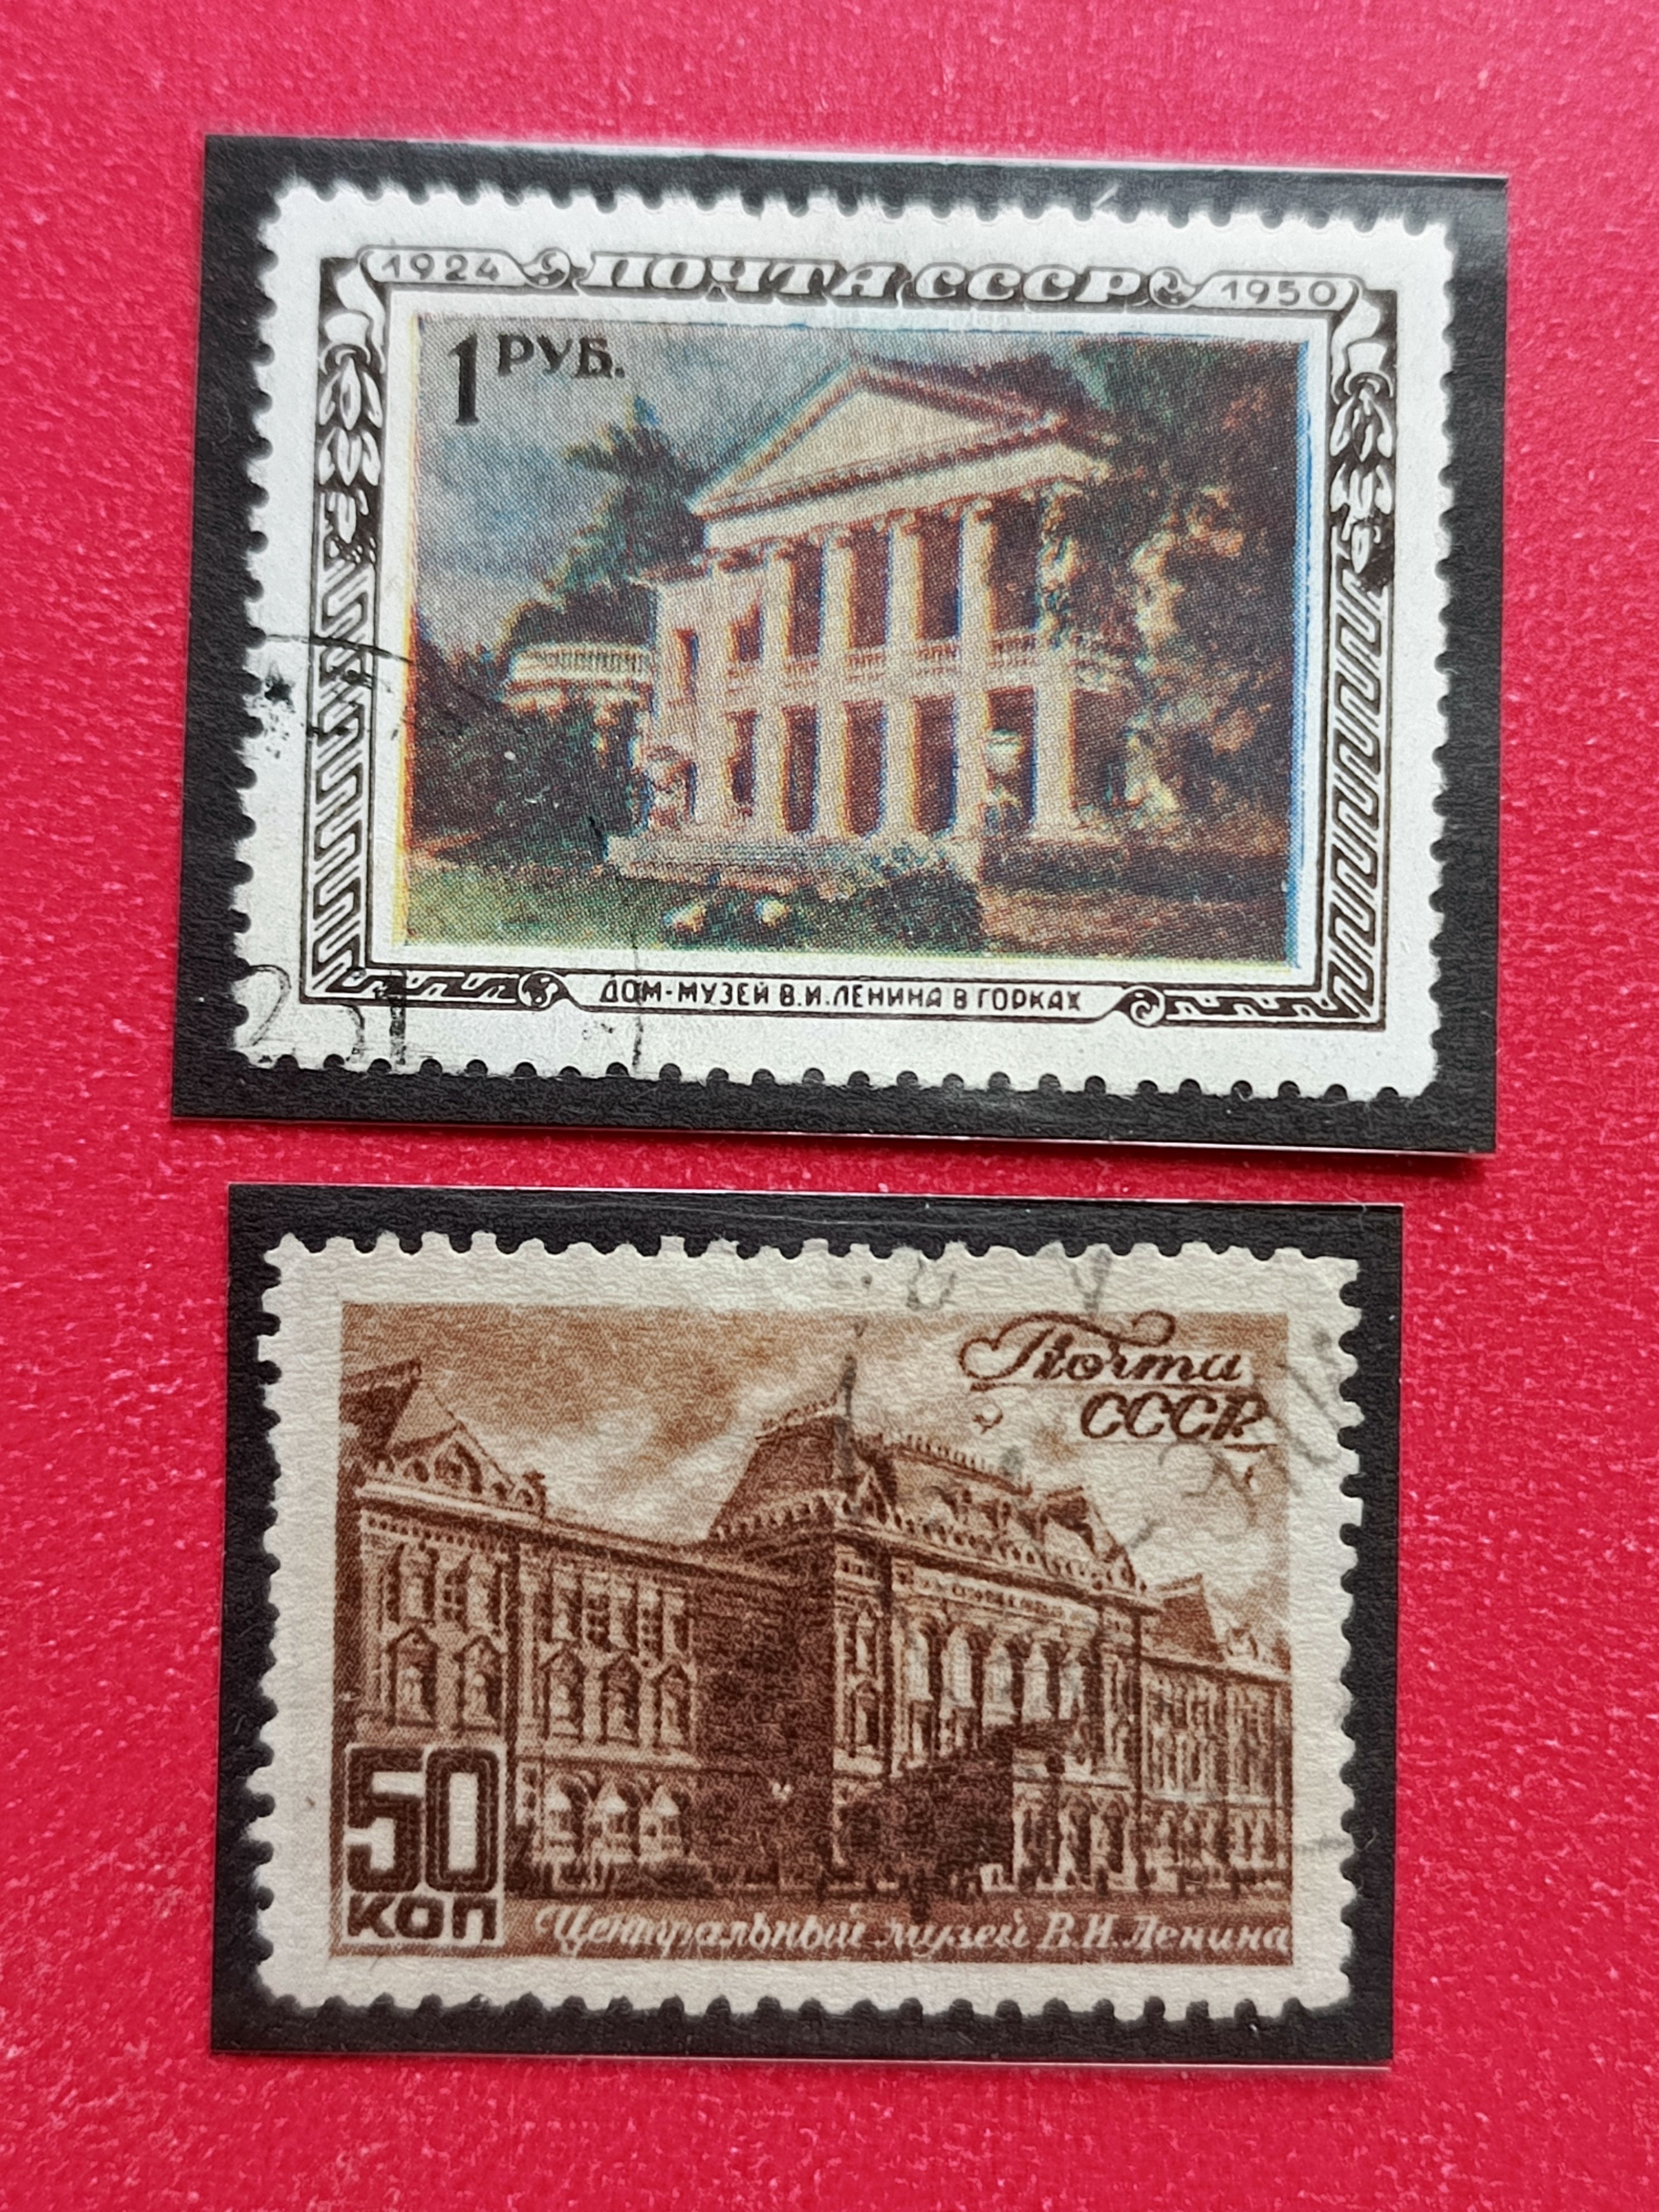 1924 ПОЧТА СССР 1950
1 РУБ.
ДОМ-МУЗЕЙ В.И.ЛЕНИНА В ГОРКАХ
Почта
СССР
50
КОП
Центральный музей В.И.Ленина